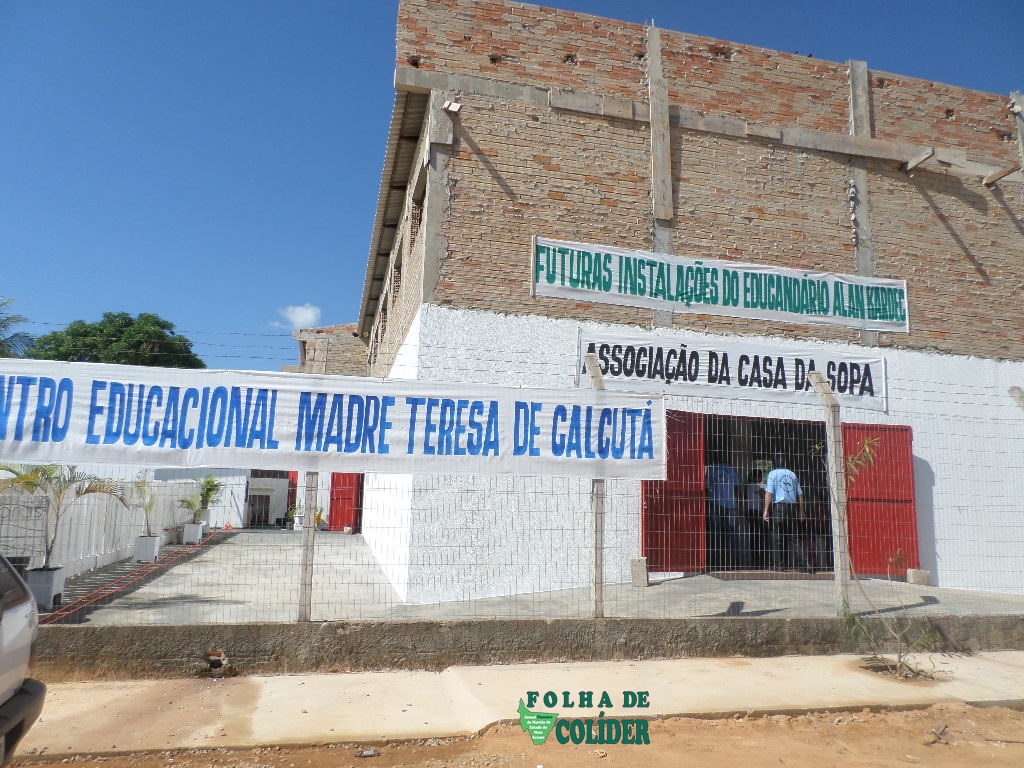 FUTURAS INSTALAÇÕES DO EDUCANDÁRIO ALAN KARDEC
ASSOCIAÇÃO DA CASA DA SOPA
NTRO EDUCACIONAL MADRE TERESA DE CALCUTÁ
FOLHA DE
COLÍDER